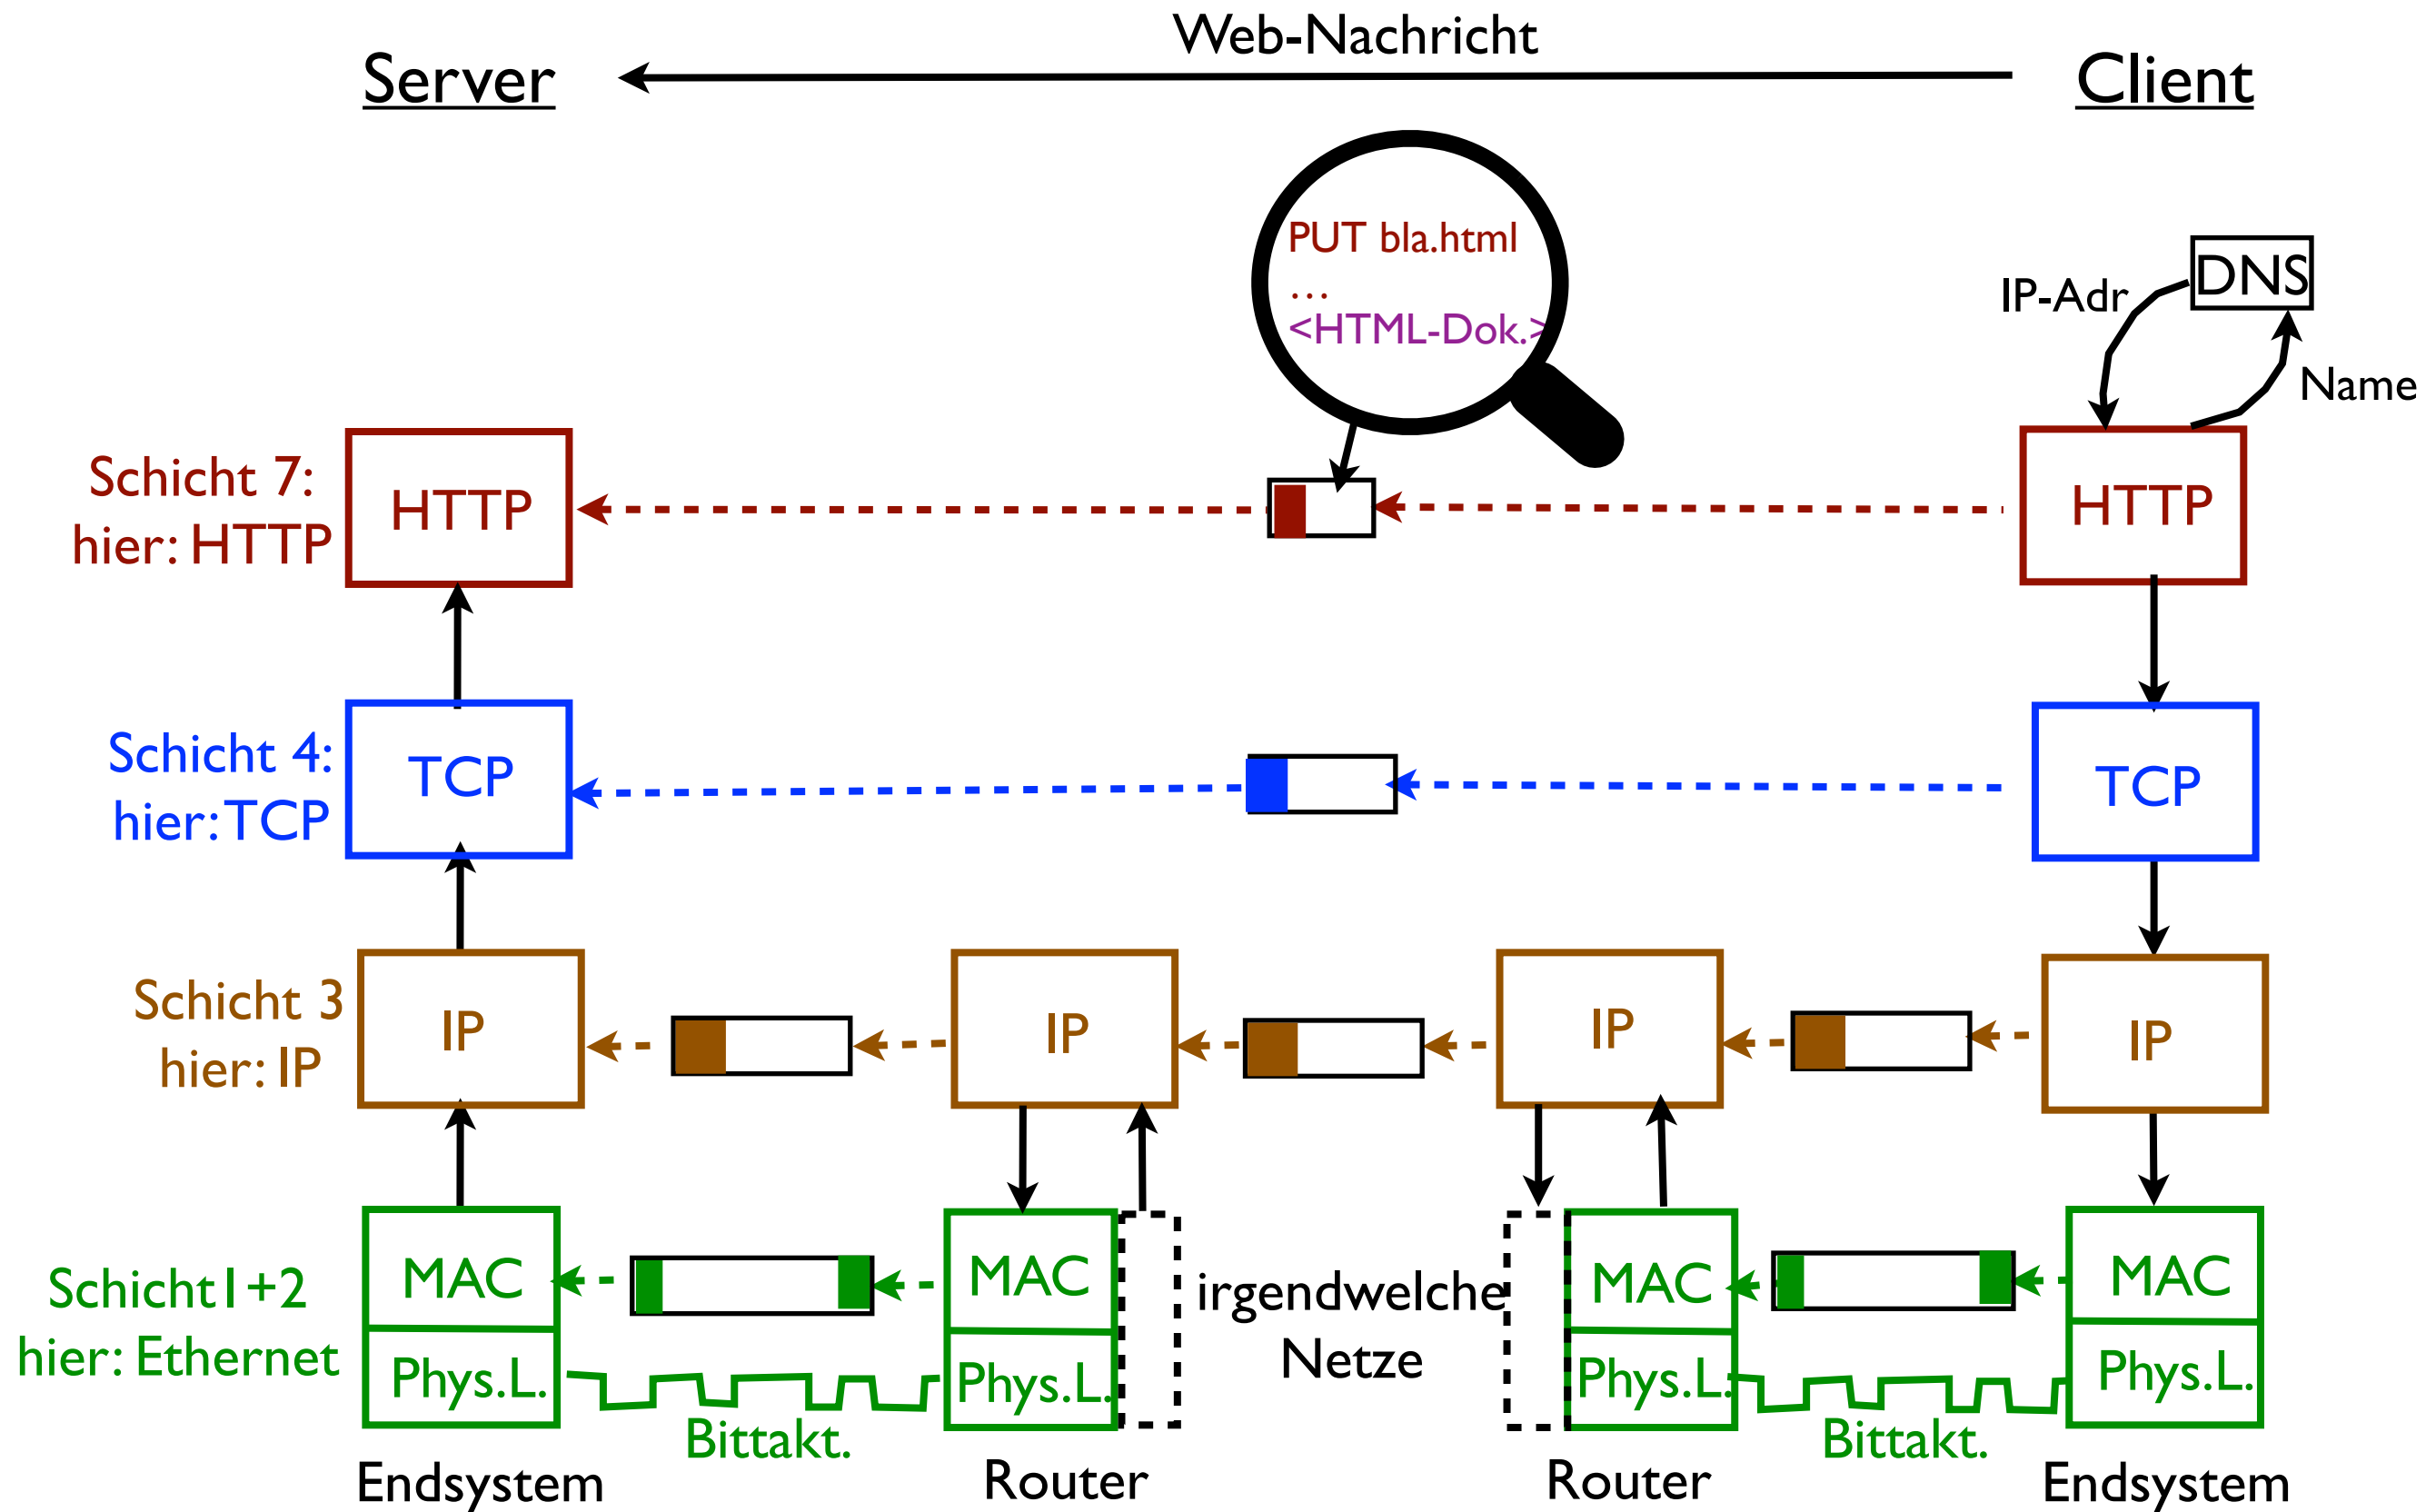 Web-Nachricht
Server
Client
PUT bla.html
...
<HTML-Dok.>
DNS
IP-Adr
Name
Schicht 7:
hier: HTTP
HTTP
HTTP
Schicht 4:
hier: TCP
TCP
TCP
Schicht 3
hier: IP
IP
IP
IP
IP
Schicht1+2
hier: Ethernet
MAC
Phys.L.
Bittakt.
MAC
Phys.L.
irgendwelche
Netze
MAC
Phys.L.
Bittakt.
MAC
Phys.L.
Endsystem
Router
Router
Endsystem